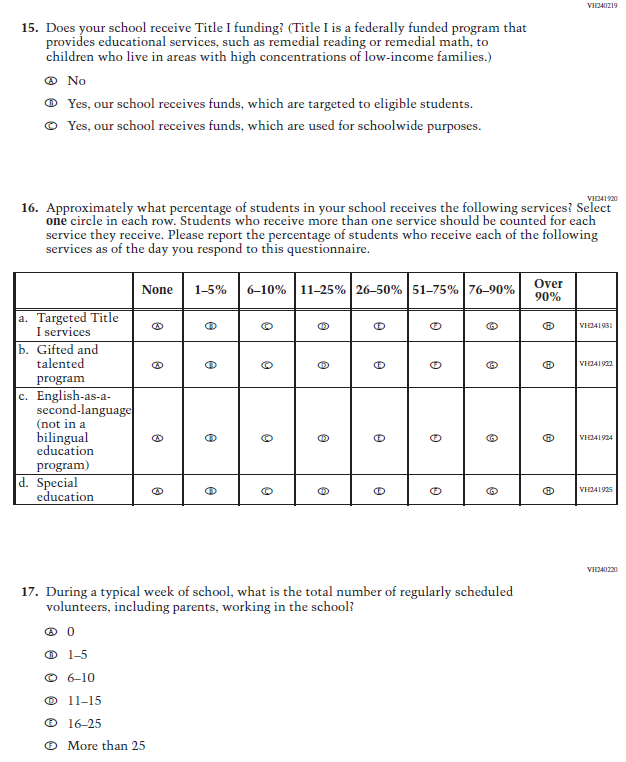 VH240219
15. Does your school receive Title I funding? (Title I is a federally funded program that
provides educational services, such as remedial reading or remedial math, to
children who live in areas with high concentrations of low-income families.)
Ⓐ No
Ⓑ Yes, our school receives funds, which are targeted to eligible students.
Ⓒ Yes, our school receives funds, which are used for schoolwide purposes.
VH241920
16. Approximately what percentage of students in your school receives the following services? Select
one circle in each row. Students who receive more than one service should be counted for each
service they receive. Please report the percentage of students who receive each of the following
services as of the day you respond to this questionnaire.
None 1–5% 6–10% 11–25% 26–50% 51–75% 76–90% Over
90%
a. Targeted Title
I services
Ⓐ Ⓑ Ⓒ Ⓓ Ⓔ Ⓕ Ⓖ Ⓗ VH241931
b. Gifted and
talented
program
Ⓐ Ⓑ Ⓒ Ⓓ Ⓔ Ⓕ Ⓖ Ⓗ VH241922
c. English-as-a-
second-language
(not in a
bilingual
education
program)
Ⓐ Ⓑ Ⓒ Ⓓ Ⓔ Ⓕ Ⓖ Ⓗ VH241924
d. Special
education
Ⓐ Ⓑ Ⓒ Ⓓ Ⓔ Ⓕ Ⓖ Ⓗ VH241925
VH240220
17. During a typical week of school, what is the total number of regularly scheduled
volunteers, including parents, working in the school?
Ⓐ 0
Ⓑ 1–5
Ⓒ 6–10
Ⓓ 11–15
Ⓔ 16–25
Ⓕ More than 25